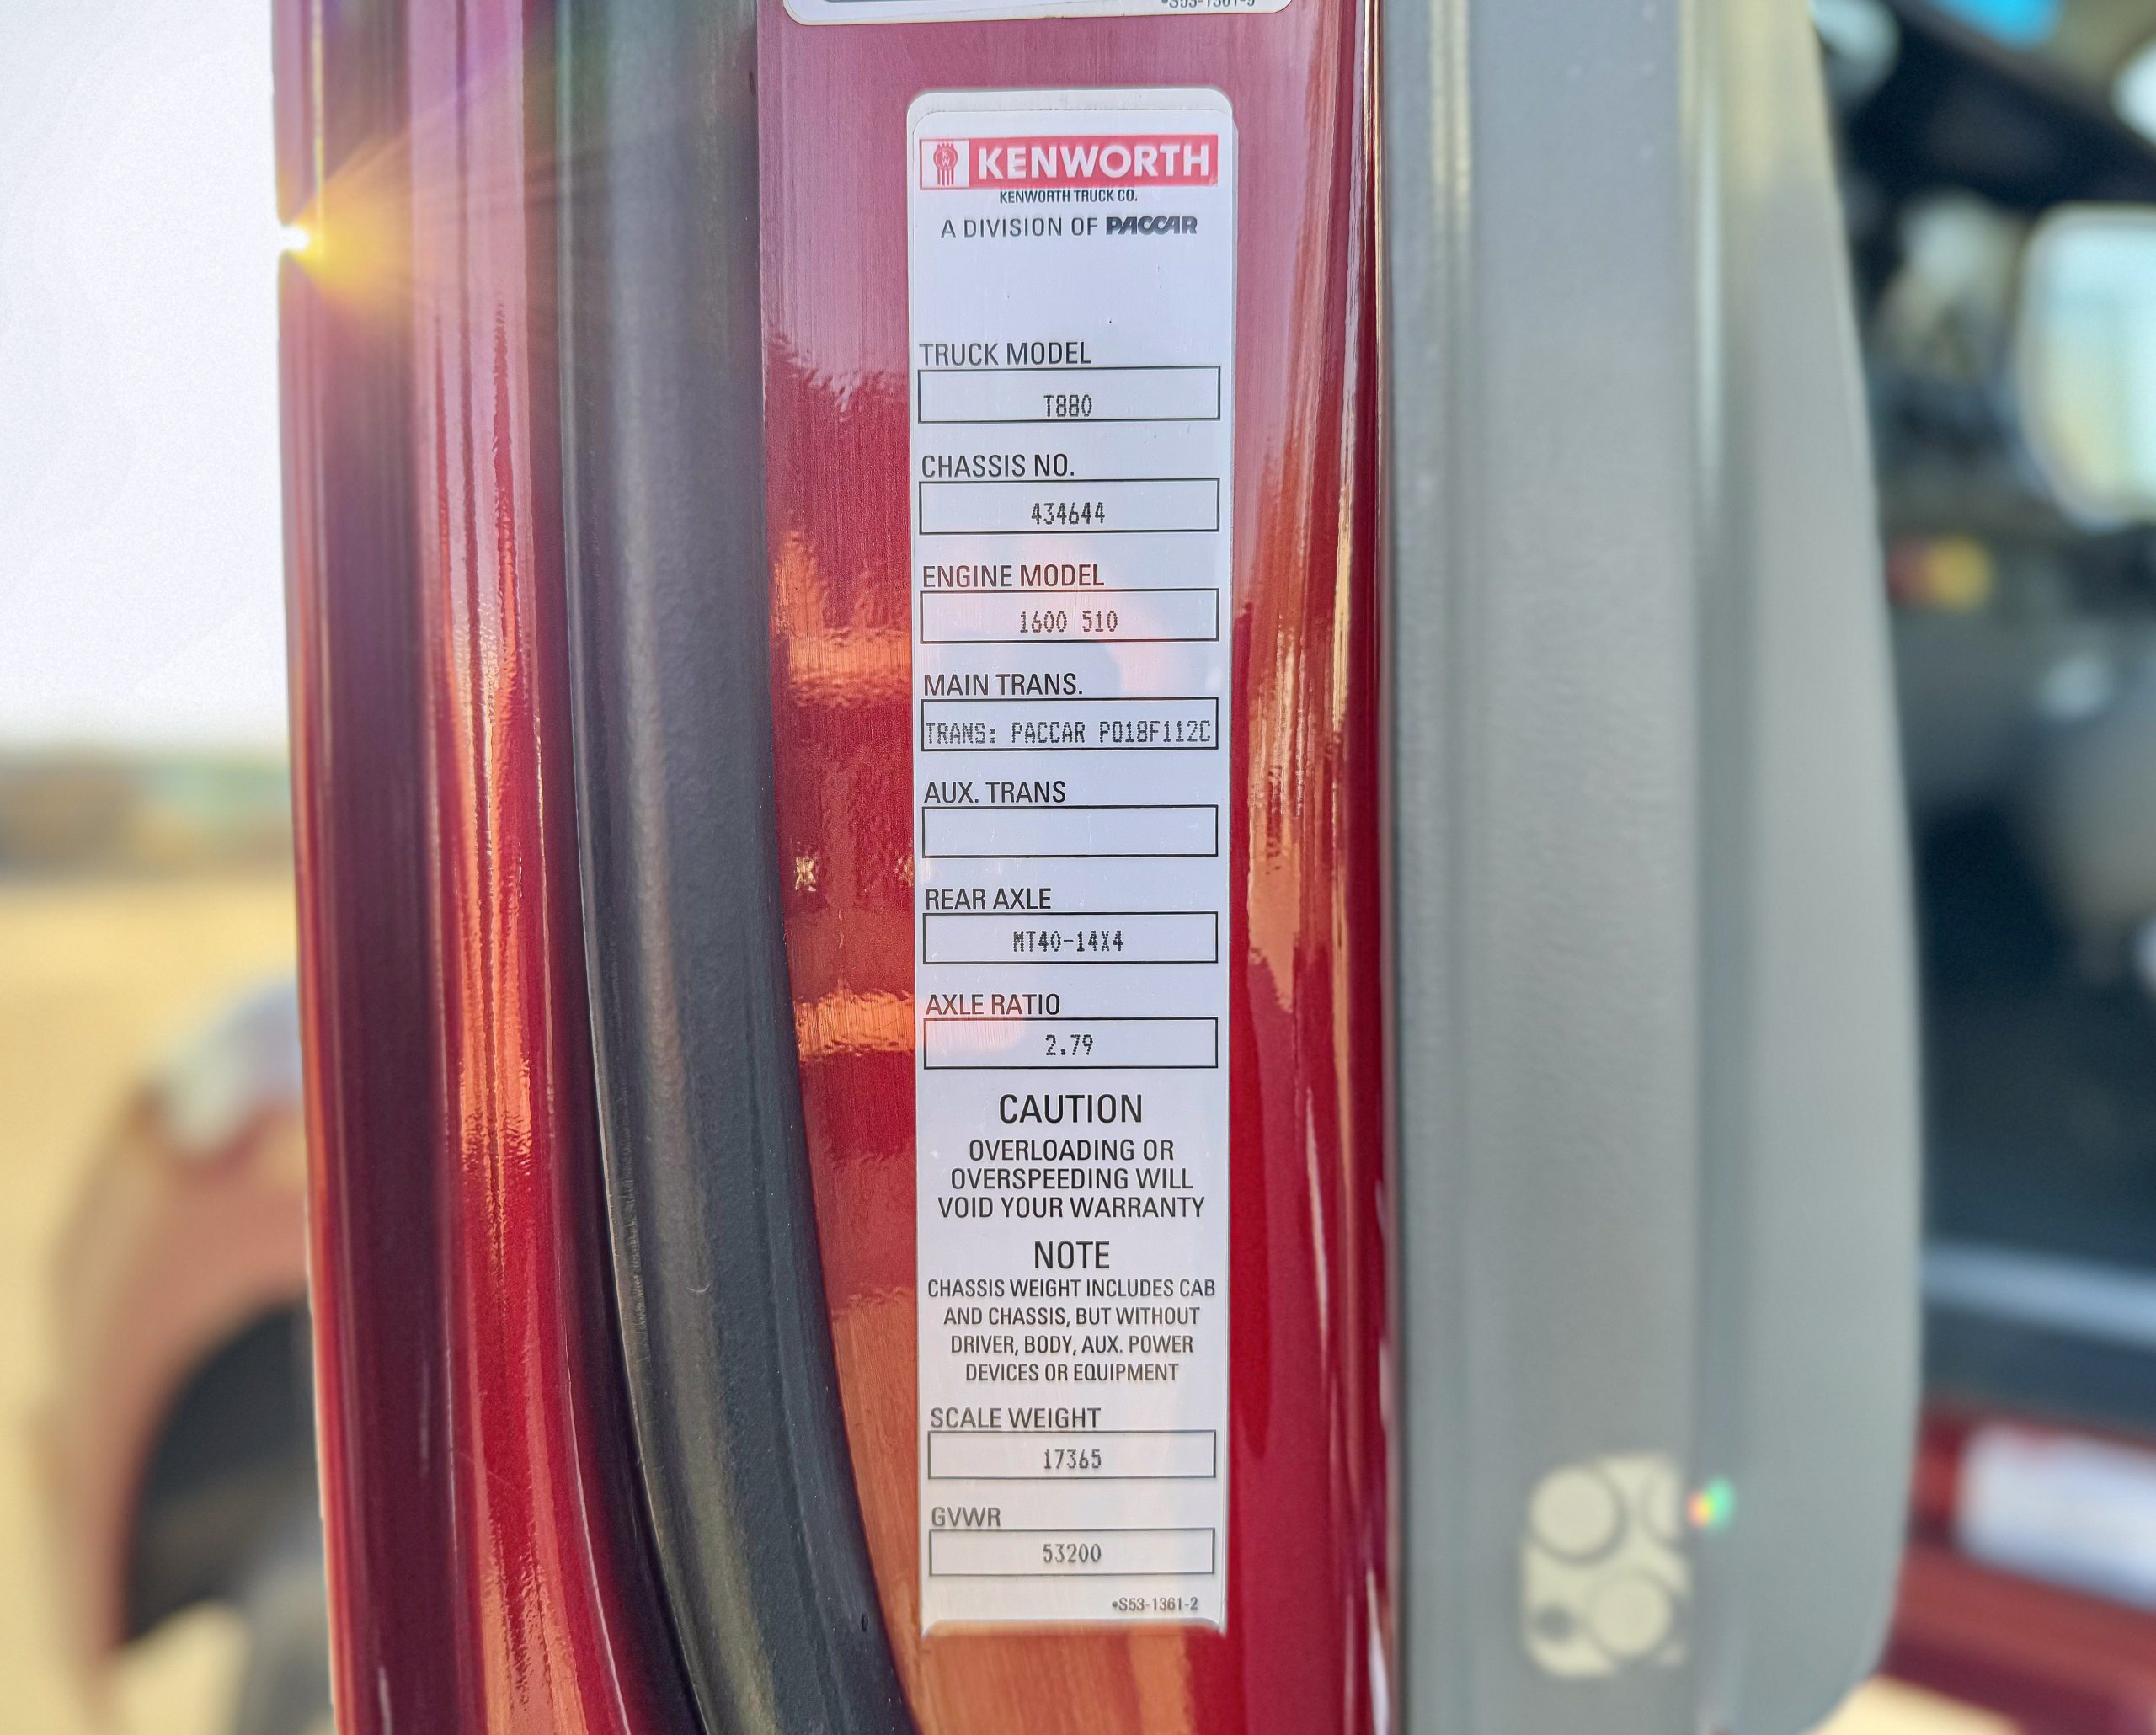 KENWORTH
KENWORTH TRUCK CO.
A DIVISION OF PACCAR
TRUCK MODEL
T880
CHASSIS NO.
434644
ENGINE MODEL
1600 510
MAIN TRANS.
TRANS: PACCAR PO18F112C
AUX. TRANS
REAR AXLE
MT40-14X4
AXLE RATIO
2.79
CAUTION
OVERLOADING OR
OVERSPEEDING WILL
VOID YOUR WARRANTY
NOTE
CHASSIS WEIGHT INCLUDES CAB
AND CHASSIS, BUT WITHOUT
DRIVER, BODY, AUX. POWER
DEVICES OR EQUIPMENT
SCALE WEIGHT
17365
GVWR
53200
•S53-1361-2